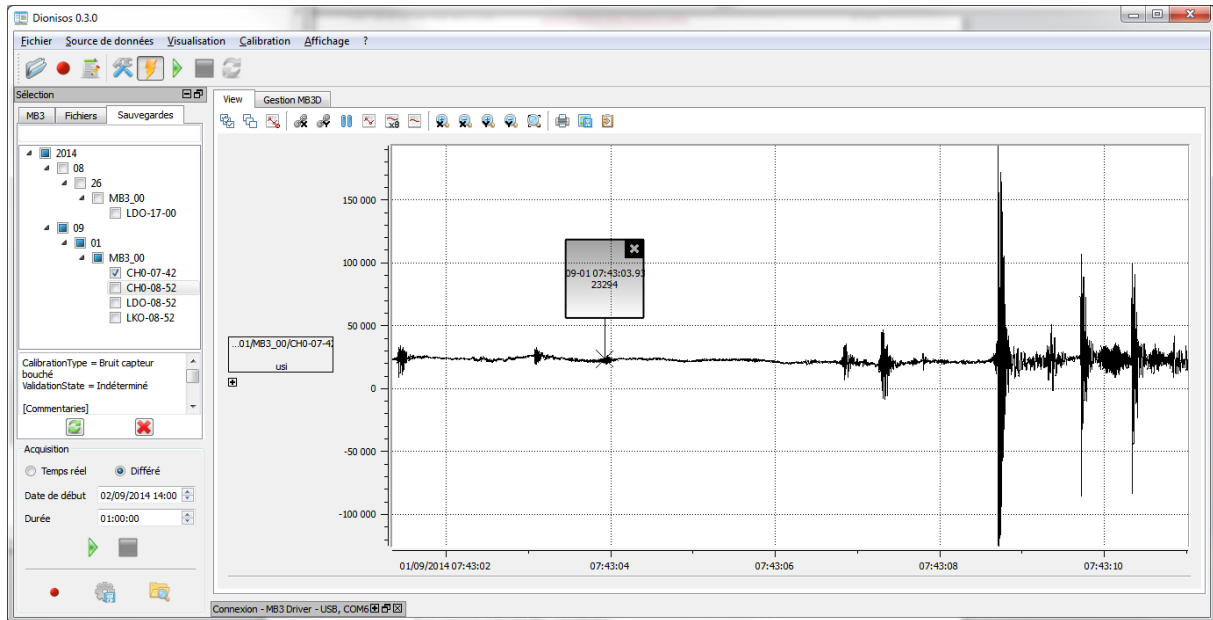 Dionisos 0.3.0
Fichier Source de données Visualisation Calibration Affichage ?
Sélection
MB3 Fichiers Sauvegardes
2014
08
26
MB3_00
LDO-17-00
09
01
MB3_00
CH0-07-42
CH0-08-52
LDO-08-52
LKO-08-52
CalibrationType = Bruit capteur
bouché
ValidationState = Indéterminé
[Commentaries]
Acquisition
Temps réel Différé
Date de début 02/09/2014 14:00
Durée 01:00:00
View Gestion MB3D
150 000
100 000
50 000
0
-50 000
-100 000
09-01 07:43:03.93
23294
...01/MB3_00/CH0-07-42
usi
01/09/2014 07:43:02 07:43:04 07:43:06 07:43:08 07:43:10
Connexion - MB3 Driver - USB, COM6